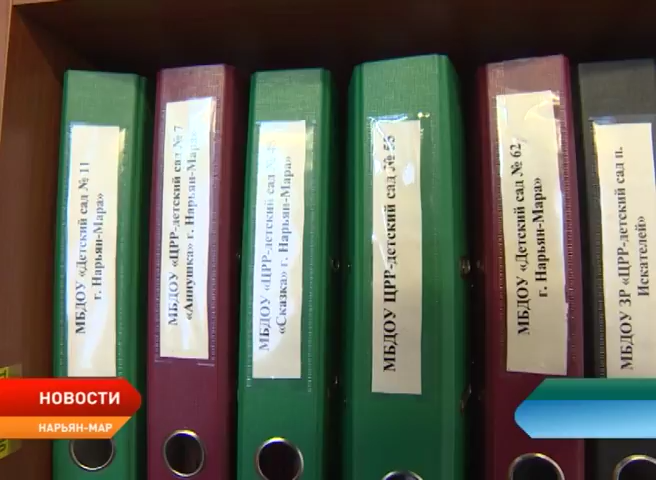 МБДОУ «Детский сад № 11
г. Нарьян-Мара»
МБДОУ «ЦРР-детский сад № 7
«Аннушка» г. Нарьян-Мара»
МБДОУ «ЦРР-детский сад №
«Сказка» г. Нарьян-Мара»
МБДОУ ЦРР-детский сад №
МБДОУ «Детский сад № 62
г. Нарьян-Мара»
МБДОУ ЗР «ЦРР-детский сад п.
Искателей»
НОВОСТИ
НАРЬЯН-МАР